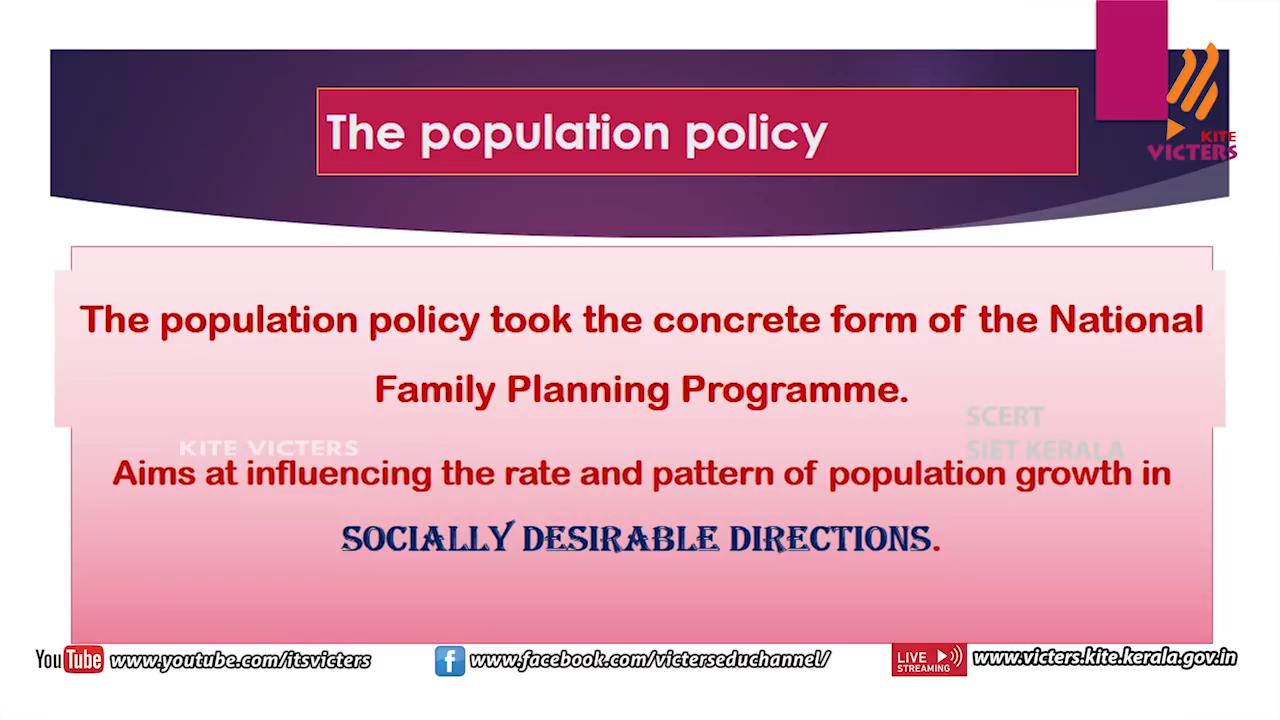 The population policy
KITE
VICTERS
The population policy took the concrete form of the National
Family Planning Programme.
SCERT
KITE VICTERS
SIET KERALA
Aims at influencing the rate and pattern of population growth in
SOCIALLY DESIRABLE DIRECTIONS.
YouTube www.youtube.com/itsvicters
f www.facebook.com/victerseduchannel/
LIVE STREAMING www.victers.kite.kerala.gov.in